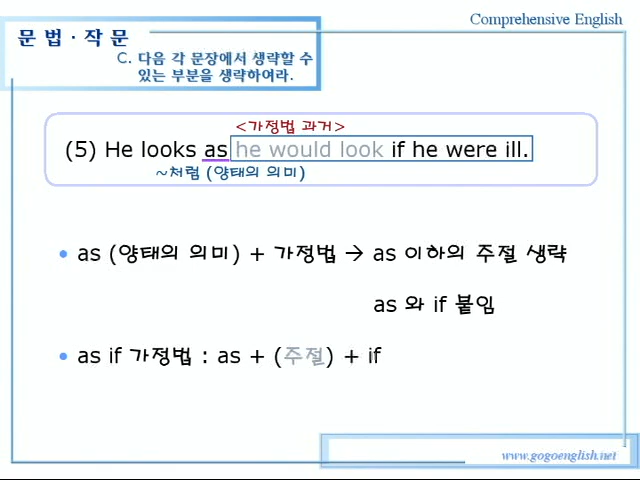 Comprehensive English
문 법 · 작 문
C. 다음 각 문장에서 생략할 수
있는 부분을 생략하여라.
<가정법 과거>
(5) He looks as he would look if he were ill.
~처럼 (양태의 의미)
• as (양태의 의미) + 가정법 → as 이하의 주절 생략
as 와 if 붙임
• as if 가정법 : as + (주절) + if
www.gogoenglish.net